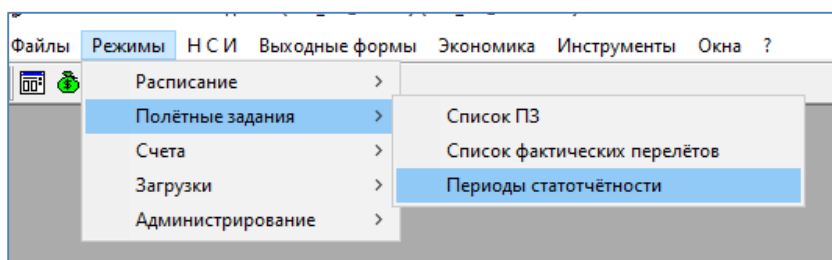 Файлы Режимы Н С И Выходные формы Экономика Инструменты Окна ?
Расписание >
Полётные задания >
Счета >
Загрузки >
Администрирование >
Список ПЗ
Список фактических перелётов
Периоды статотчётности